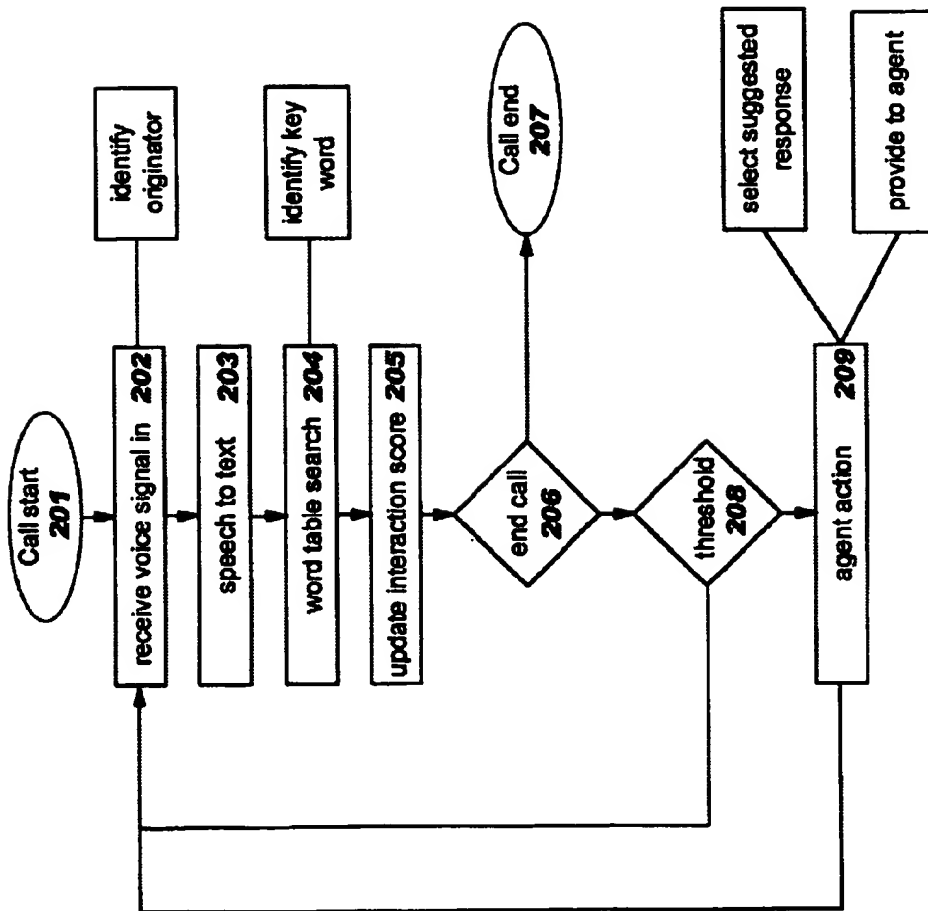 Call start
201
receive voice signal in 202
identify
originator
speech to text 203
word table search 204
identify key
word
update interaction score 205
end call
206
Call end
207
threshold
208
agent action 209
select suggested
response
provide to agent